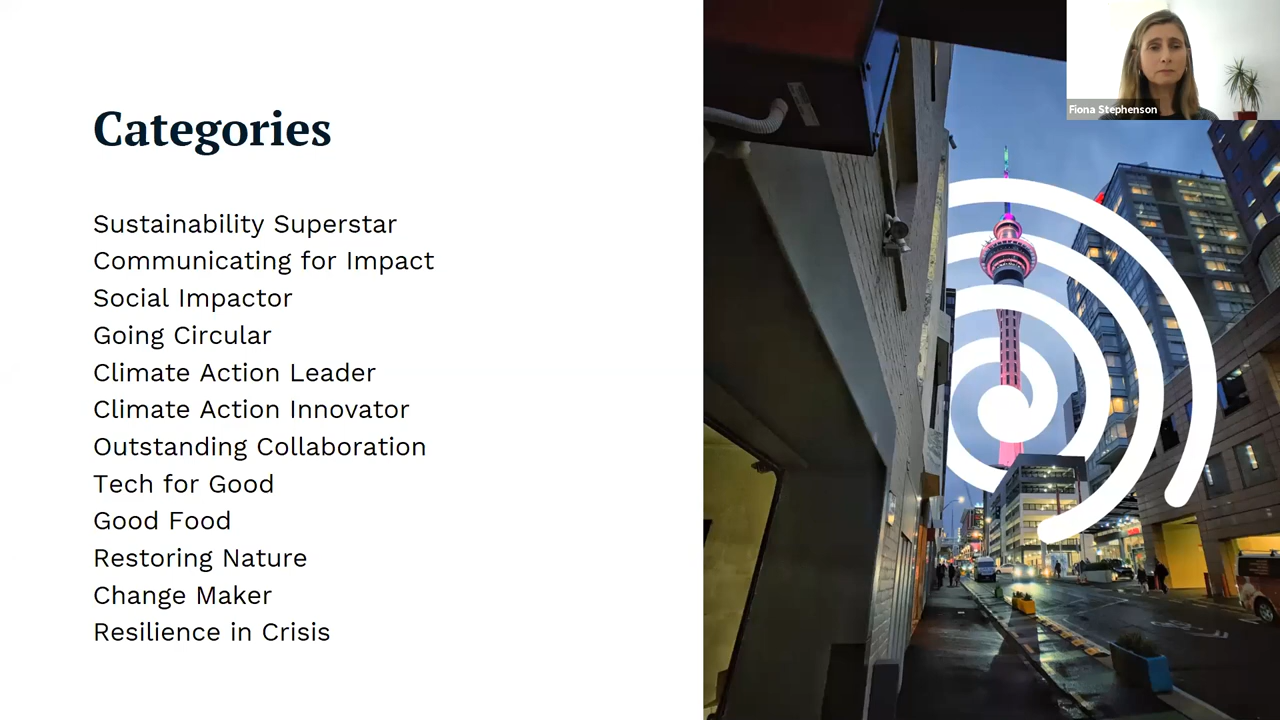 Categories
Sustainability Superstar
Communicating for Impact
Social Impactor
Going Circular
Climate Action Leader
Climate Action Innovator
Outstanding Collaboration
Tech for Good
Good Food
Restoring Nature
Change Maker
Resilience in Crisis
Fiona Stephenson